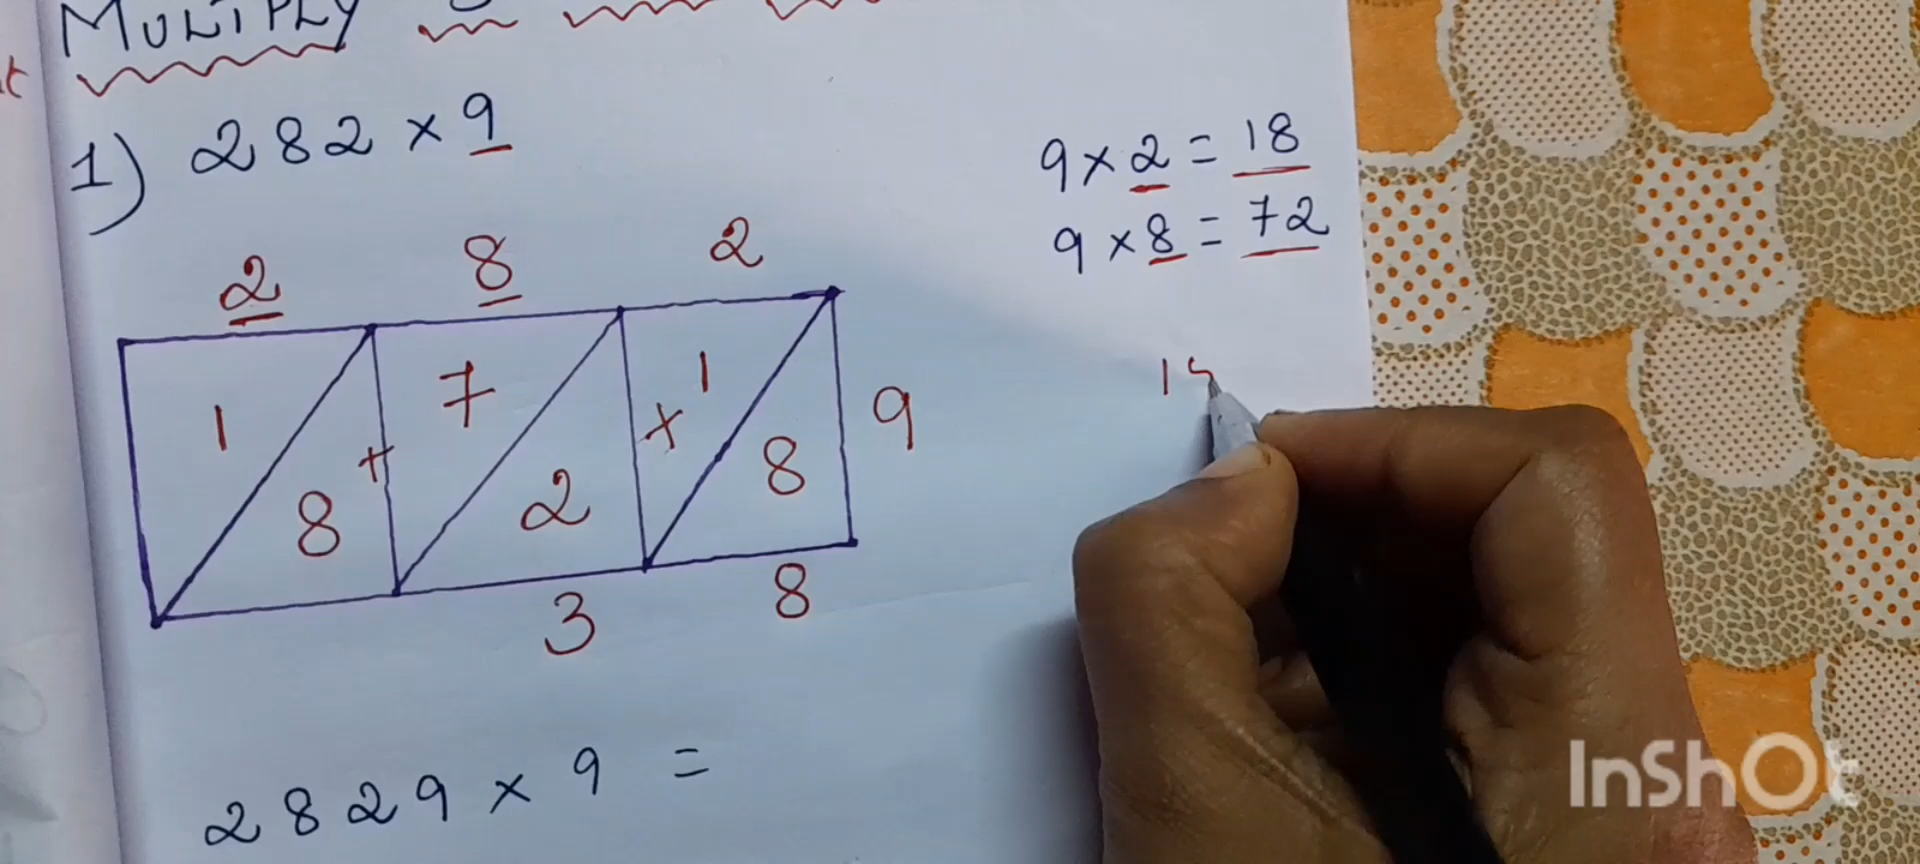 MULTIPLY
1) 282 × 9
9 × 2 = 18
9 × 8 = 72
2 8 2
1 7 1
8 + 2 + 8 9
3 8
2829 × 9 =
InShOt